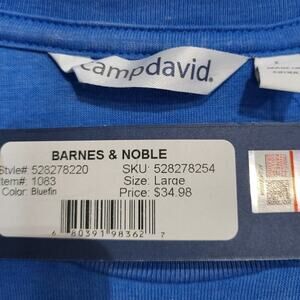 campdavid.
BARNES & NOBLE
Style# 528278220 SKU: 528278254
Item#: 1083 Size: Large
Color: Bluefin Price: $34.98
6 80391 98362 7